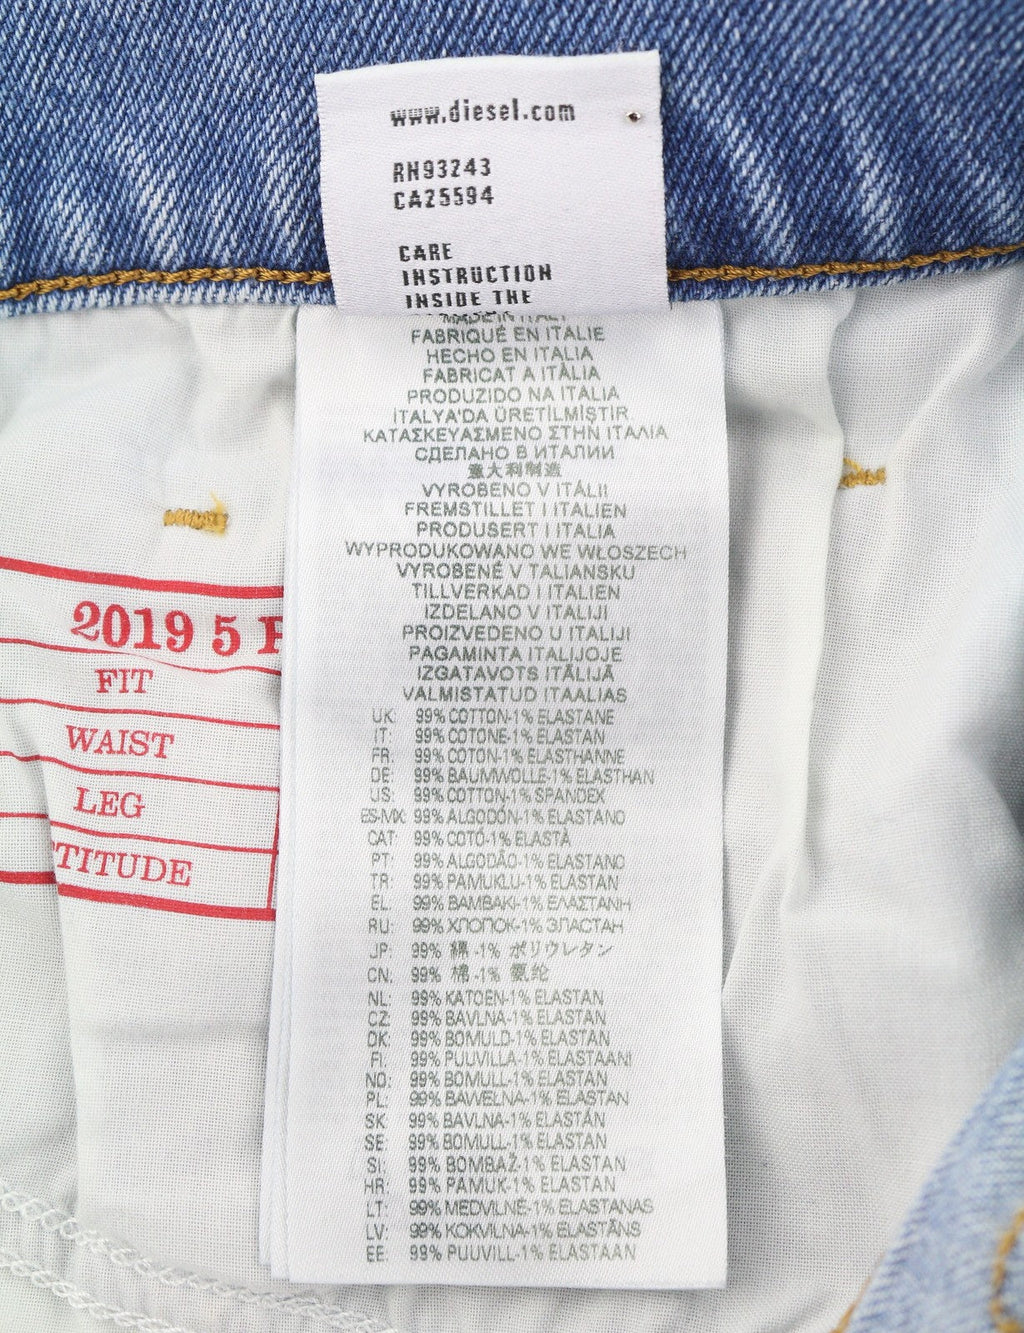 www.diesel.com
RN93243
CA25594
CARE
INSTRUCTION
INSIDE THE
MADE IN ITALY
FABRIQUÉ EN ITALIE
HECHO EN ITALIA
FABRICAT A ITÀLIA
PRODUZIDO NA ITALIA
ITALYA'DA ÜRETİLMİŞTİR
ΚΑΤΑΣΚΕΥΑΣΜΕΝΟ ΣΤΗΝ ΙΤΑΛΙΑ
СДЕЛАНО В ИТАЛИИ
意大利制造
VYROBENO V ITÁLII
FREMSTILLET I ITALIEN
PRODUSERT I ITALIA
WYPRODUKOWANO WE WŁOSZECH
VYROBENÉ V TALIANSKU
TILLVERKAD I ITALIEN
IZDELANO V ITALIJI
PROIZVEDENO U ITALIJI
PAGAMINTA ITALIJOJE
IZGATAVOTS ITĀLIJĀ
VALMISTATUD ITAALIAS
UK: 99% COTTON-1% ELASTANE
IT: 99% COTONE-1% ELASTAN
FR: 99% COTON-1% ELASTHANNE
DE: 99% BAUMWOLLE-1% ELASTHAN
US: 99% COTTON-1% SPANDEX
ES-MX: 99% ALGODÓN-1% ELASTANO
CAT: 99% COTÓ-1% ELASTÀ
PT: 99% ALGODÃO-1% ELASTANO
TR: 99% PAMUKLU-1% ELASTAN
EL: 99% ΒΑΜΒΑΚΙ-1% ΕΛΑΣΤΑΝΗ
RU: 99% ХЛОПОК-1% ЭЛАСТАН
JP: 99% 綿 -1% ポリウレタン
CN: 99% 棉 -1% 氨纶
NL: 99% KATOEN-1% ELASTAN
CZ: 99% BAVLNA-1% ELASTAN
DK: 99% BOMULD-1% ELASTAN
FI: 99% PUUVILLA-1% ELASTAANI
NO: 99% BOMULL-1% ELASTAN
PL: 99% BAWEŁNA-1% ELASTAN
SK: 99% BAVLNA-1% ELASTÁN
SE: 99% BOMULL-1% ELASTAN
SI: 99% BOMBAŽ-1% ELASTAN
HR: 99% PAMUK-1% ELASTAN
LT: 99% MEDVILNĖ-1% ELASTANAS
LV: 99% KOKVILNA-1% ELASTĀNS
EE: 99% PUUVILL-1% ELASTAAN
2019 5
FIT
WAIST
LEG
TTITUDE